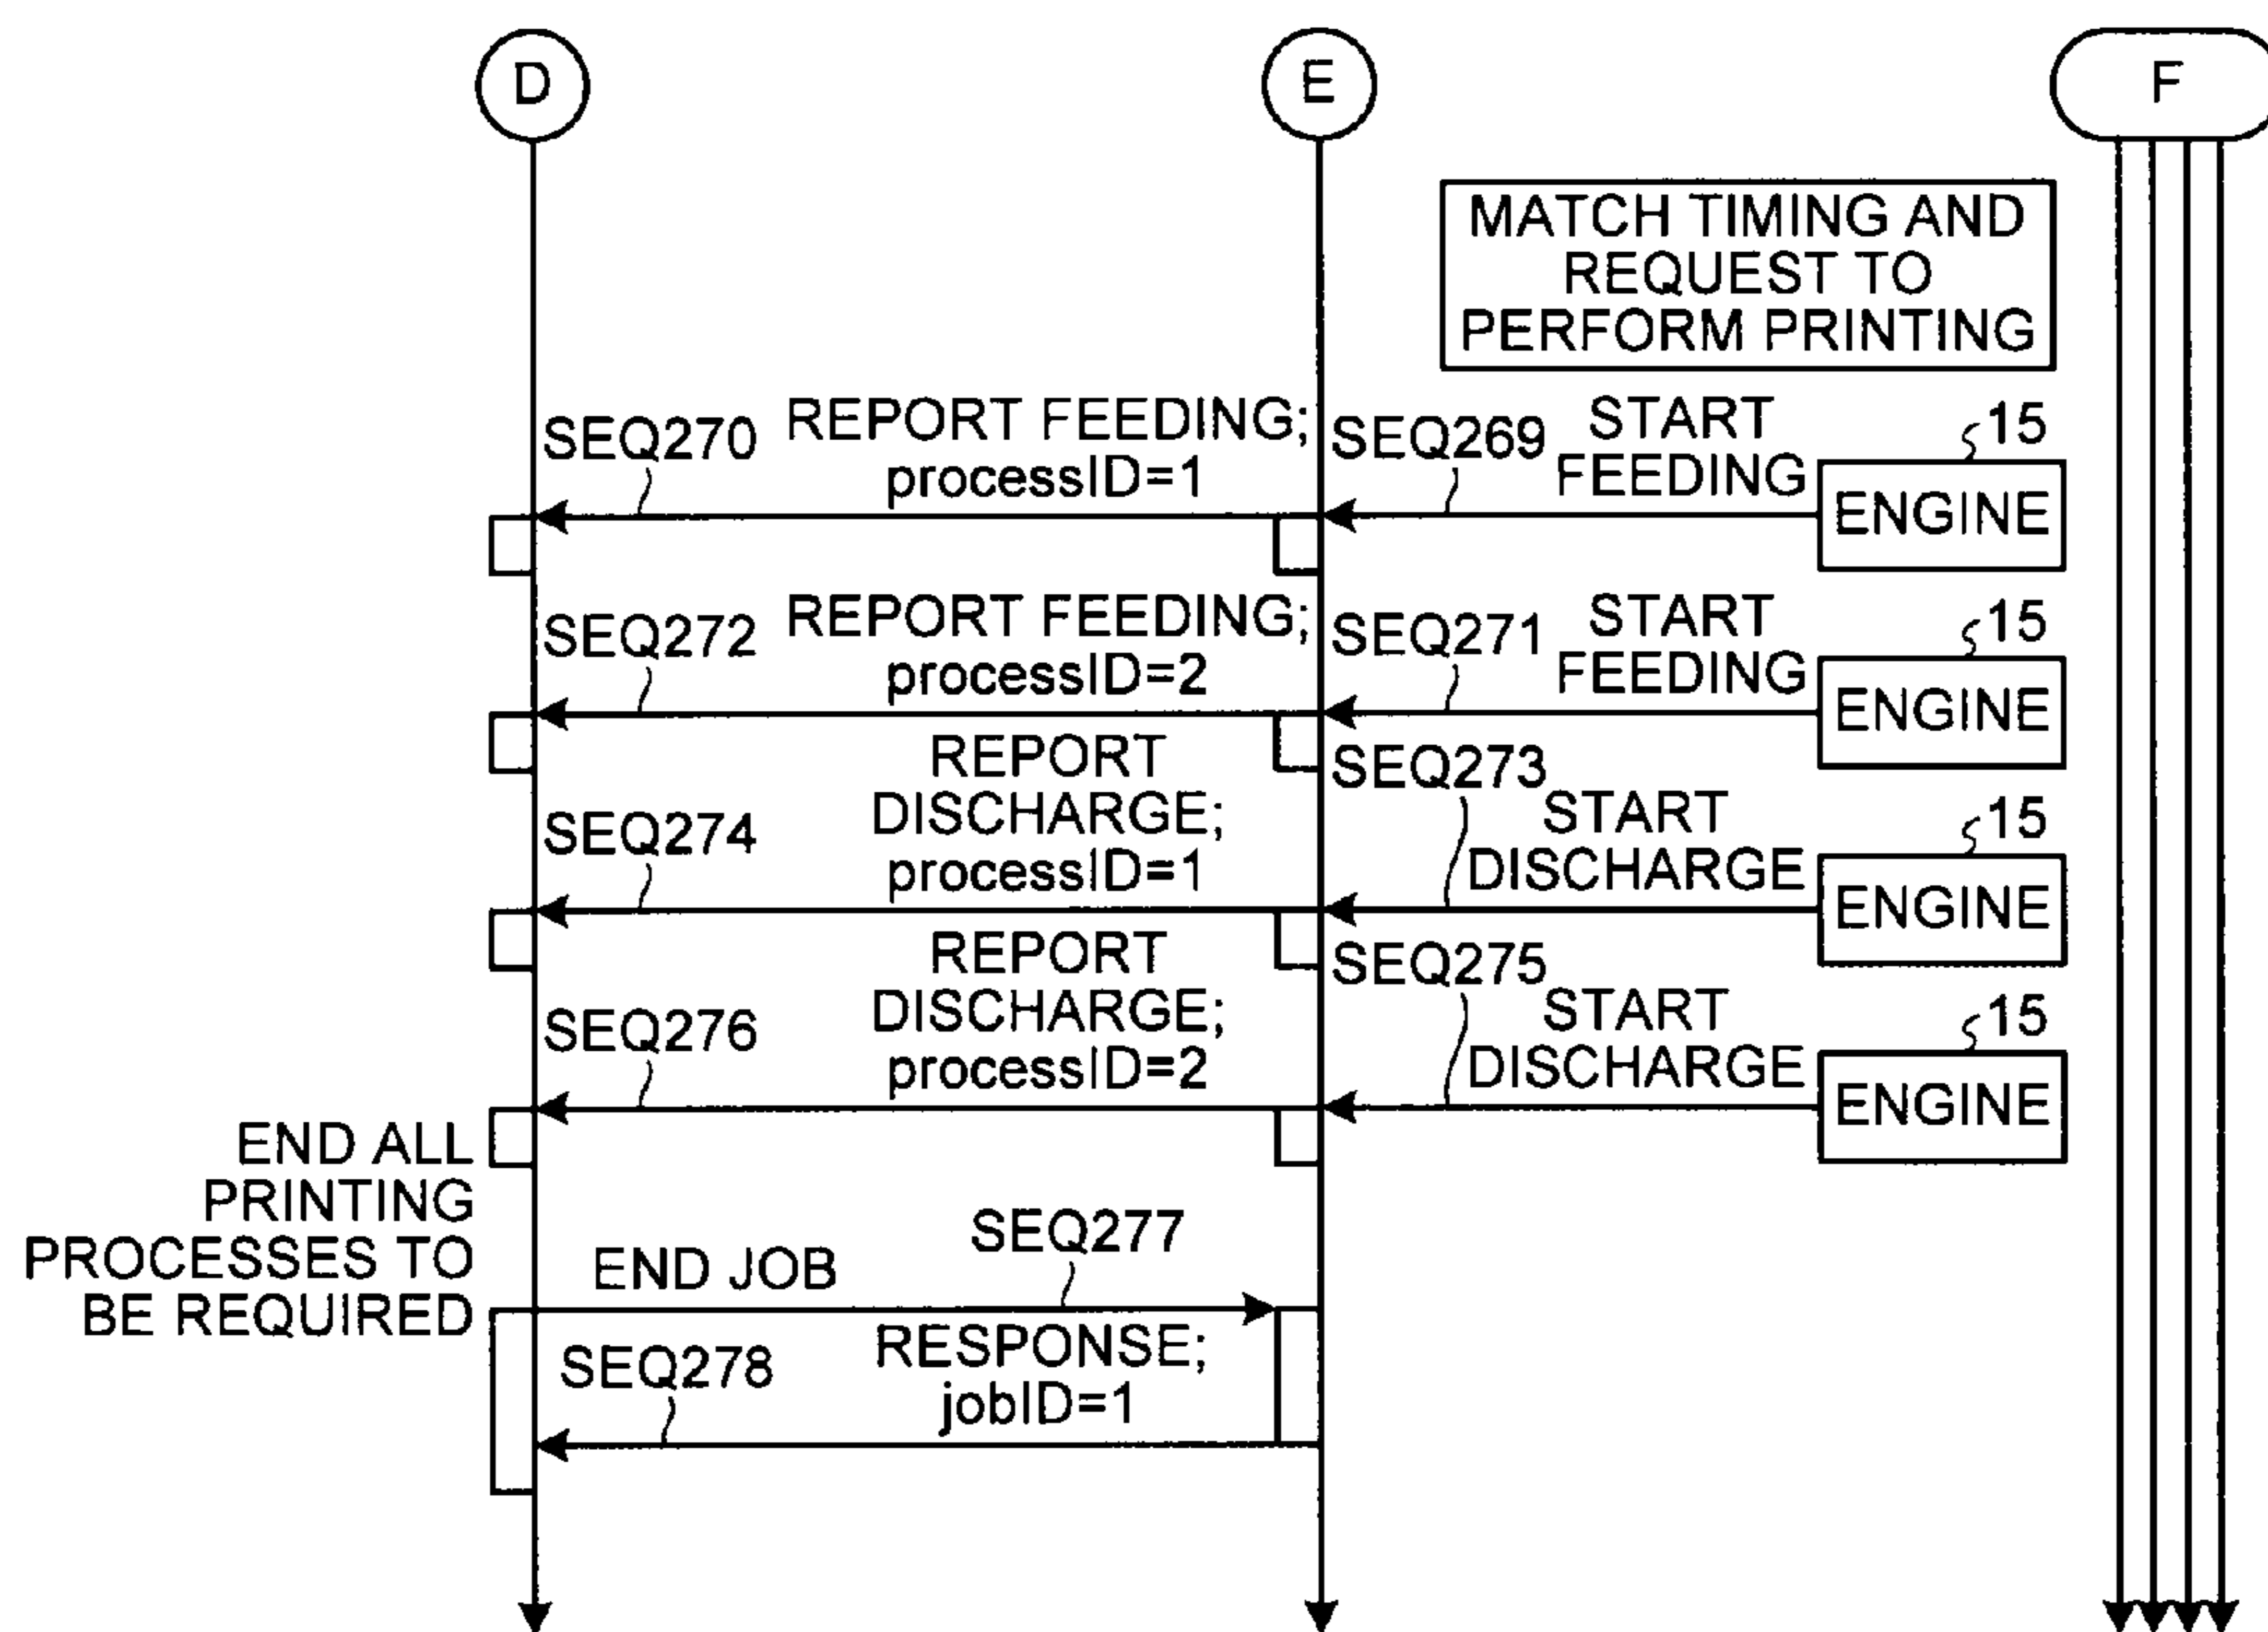 D
E
F
MATCH TIMING AND
REQUEST TO
PERFORM PRINTING
SEQ270
REPORT FEEDING;
processID=1
SEQ269
START
FEEDING
15
ENGINE
SEQ272
REPORT FEEDING;
processID=2
SEQ271
START
FEEDING
15
ENGINE
SEQ274
REPORT
DISCHARGE;
processID=1
SEQ273
START
DISCHARGE
15
ENGINE
SEQ276
REPORT
DISCHARGE;
processID=2
SEQ275
START
DISCHARGE
15
ENGINE
END ALL
PRINTING
PROCESSES TO
BE REQUIRED
END JOB
SEQ277
SEQ278
RESPONSE;
jobID=1